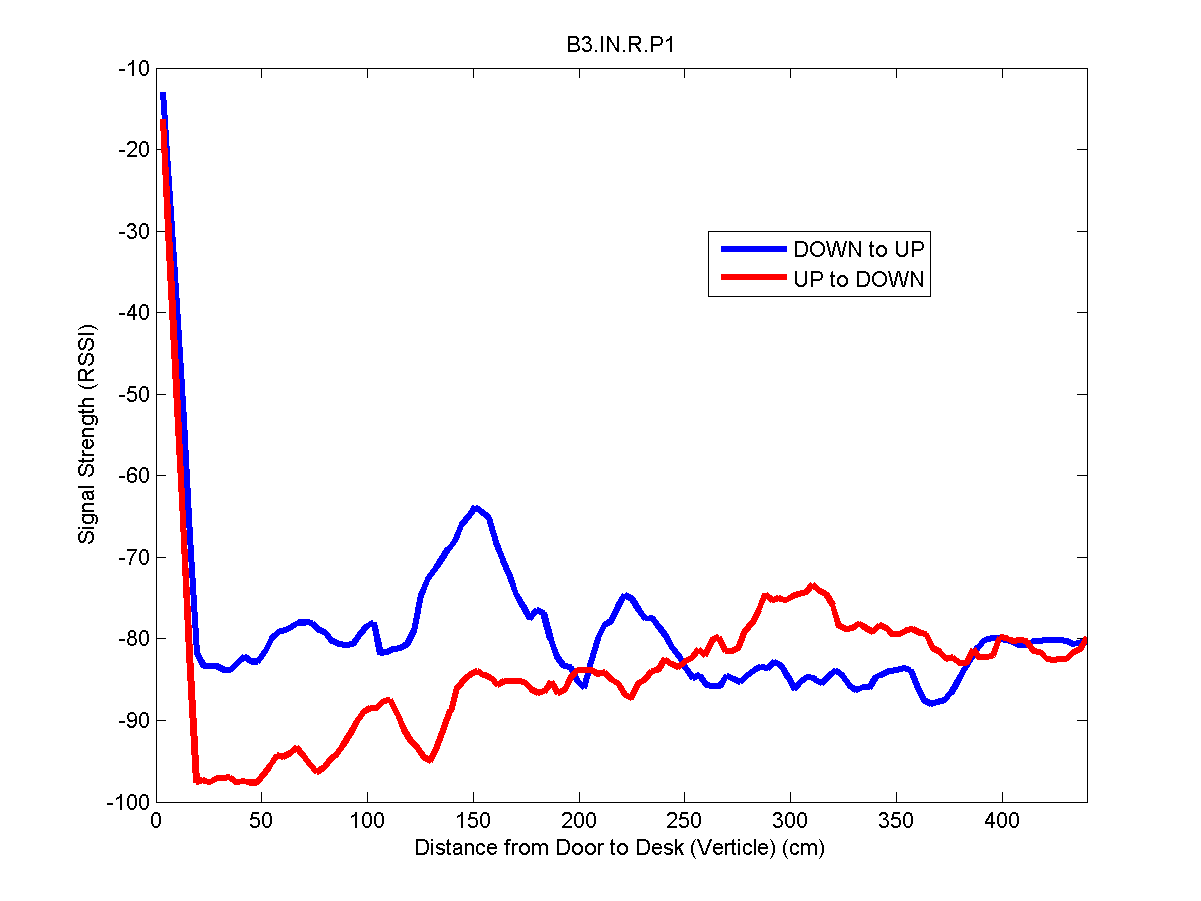 B3.IN.R.P1
-10
-20
-30
-40
-50
-60
-70
-80
-90
-100
Signal Strength (RSSI)
DOWN to UP
UP to DOWN
0 50 100 150 200 250 300 350 400
Distance from Door to Desk (Verticle) (cm)